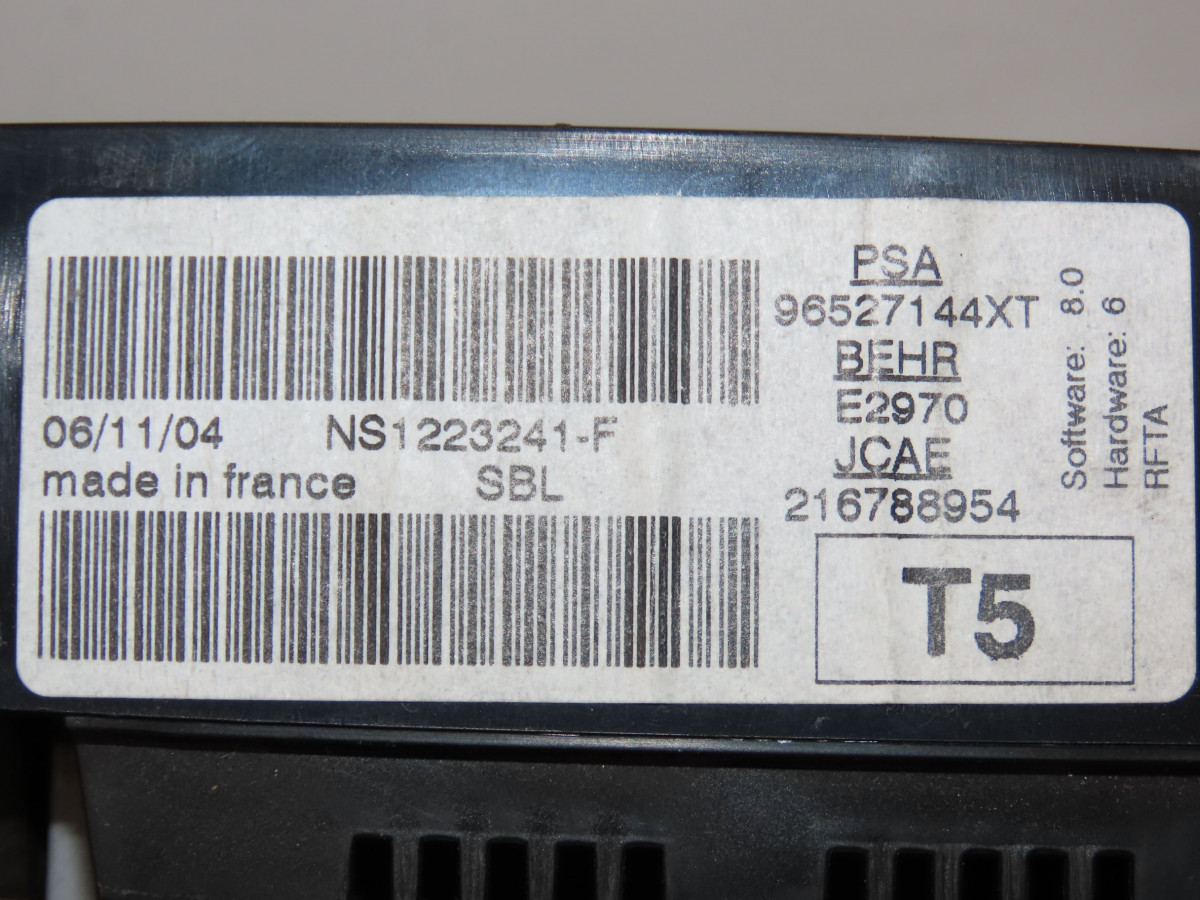 06/11/04 NS1223241-F
made in france SBL
PSA
96527144XT
BEHR
E2970
JCAE
216788954
T5
Software: 8.0
Hardware: 6
RFTA